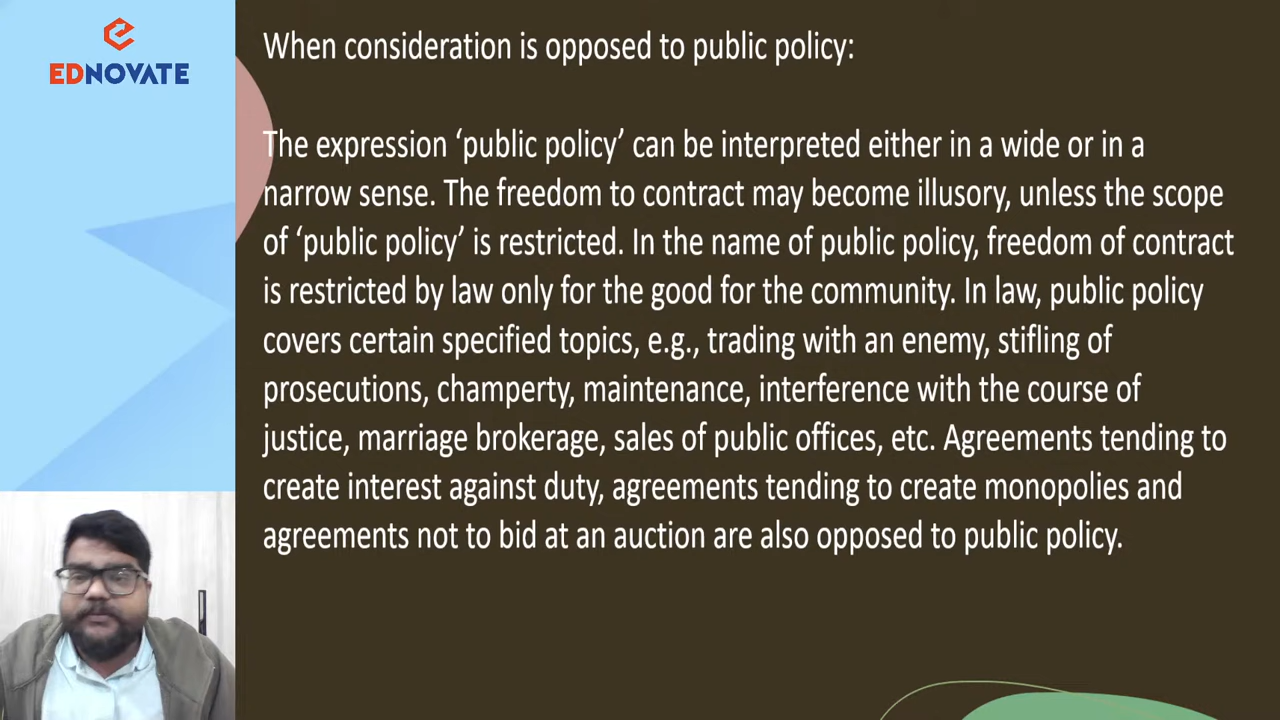 EDNOVATE
When consideration is opposed to public policy:
The expression ‘public policy’ can be interpreted either in a wide or in a
narrow sense. The freedom to contract may become illusory, unless the scope
of ‘public policy’ is restricted. In the name of public policy, freedom of contract
is restricted by law only for the good for the community. In law, public policy
covers certain specified topics, e.g., trading with an enemy, stifling of
prosecutions, champerty, maintenance, interference with the course of
justice, marriage brokerage, sales of public offices, etc. Agreements tending to
create interest against duty, agreements tending to create monopolies and
agreements not to bid at an auction are also opposed to public policy.